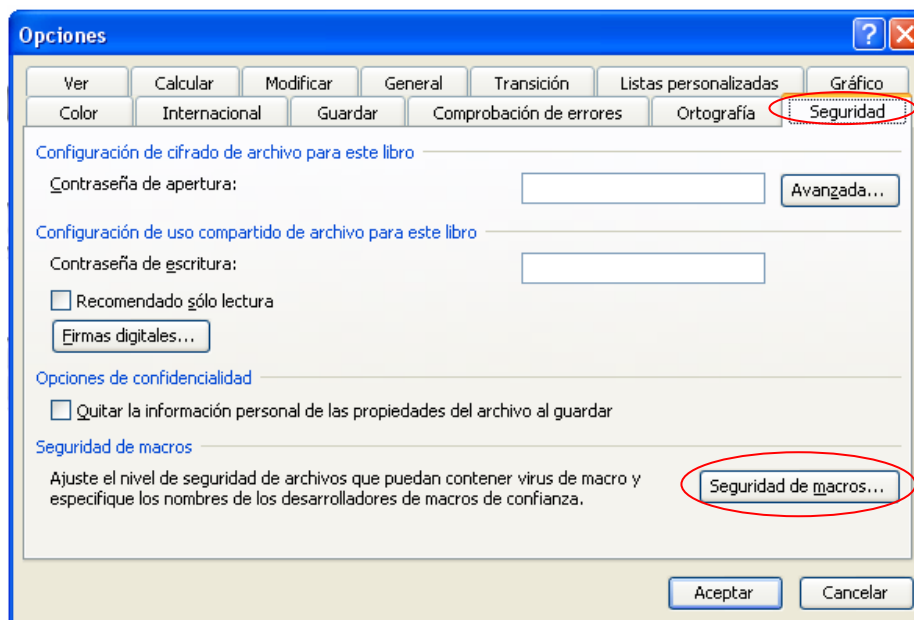 Opciones
Ver Calcular Modificar General Transición Listas personalizadas Gráfico
Color Internacional Guardar Comprobación de errores Ortografía Seguridad
Configuración de cifrado de archivo para este libro
Contraseña de apertura: Avanzada...
Configuración de uso compartido de archivo para este libro
Contraseña de escritura:
Recomendado sólo lectura
Firmas digitales...
Opciones de confidencialidad
Quitar la información personal de las propiedades del archivo al guardar
Seguridad de macros
Ajuste el nivel de seguridad de archivos que puedan contener virus de macro y
especifique los nombres de los desarrolladores de macros de confianza.
Seguridad de macros...
Aceptar Cancelar